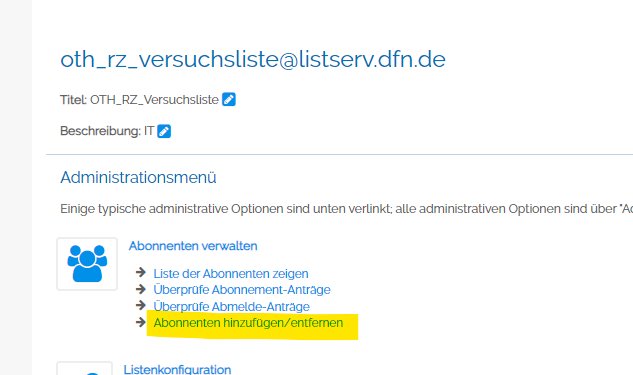 oth_rz_versuchsliste@listserv.dfn.de
Titel: OTH_RZ_Versuchsliste
Beschreibung: IT
Administrationsmenü
Einige typische administrative Optionen sind unten verlinkt; alle administrativen Optionen sind über "A
Abonnenten verwalten
Liste der Abonnenten zeigen
Überprüfe Abonnement-Anträge
Überprüfe Abmelde-Anträge
Abonnenten hinzufügen/entfernen
Listenkonfiguration